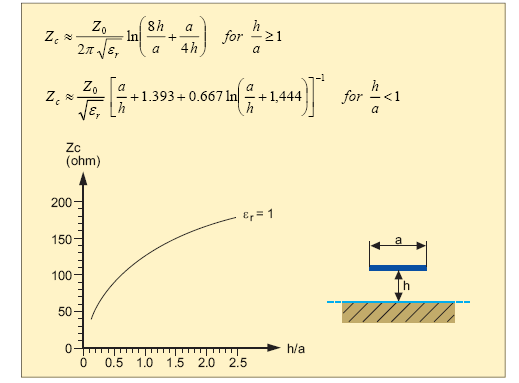 Z_c ≈ Z_0 / (2π √ε_r) ln(8h/a + a/4h) for h/a ≥ 1
Z_c ≈ Z_0 / √ε_r [a/h + 1.393 + 0.667 ln(a/h + 1,444)]^-1 for h/a < 1
Zc
(ohm)
200
150
100
50
0
ε_r = 1
0 0.5 1.0 1.5 2.0 2.5
h/a
a
h